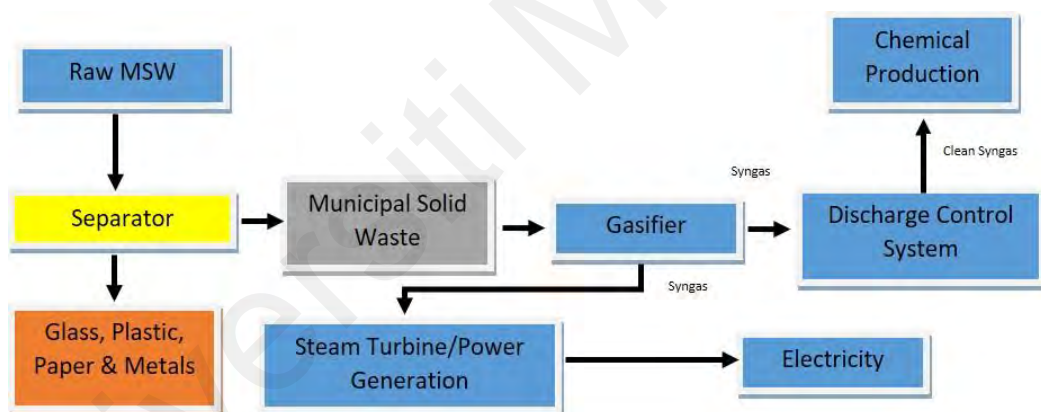 Raw MSW
Chemical
Production
Clean Syngas
Syngas
Separator
Municipal Solid
Waste
Gasifier
Discharge Control
System
Syngas
Glass, Plastic,
Paper & Metals
Steam Turbine/Power
Generation
Electricity
versiti M